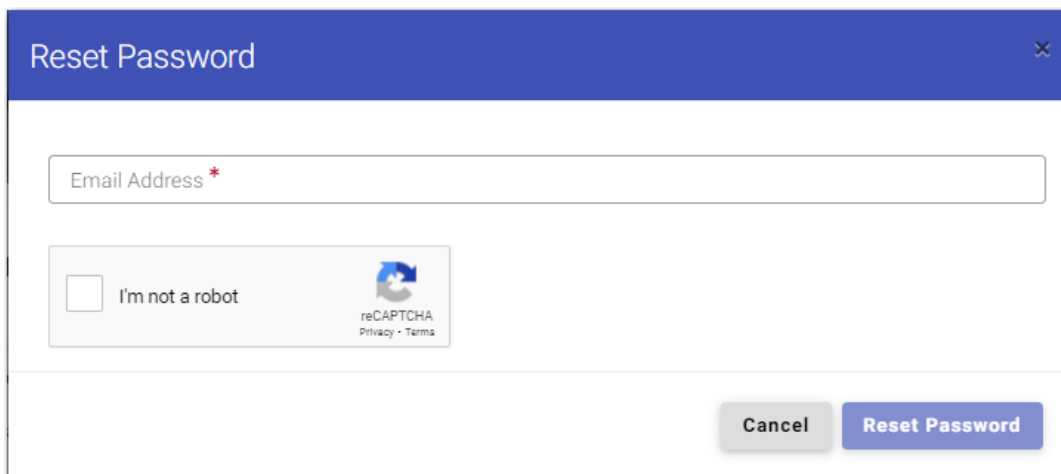 Reset Password
×
Email Address *
I'm not a robot
reCAPTCHA
Privacy - Terms
Cancel
Reset Password